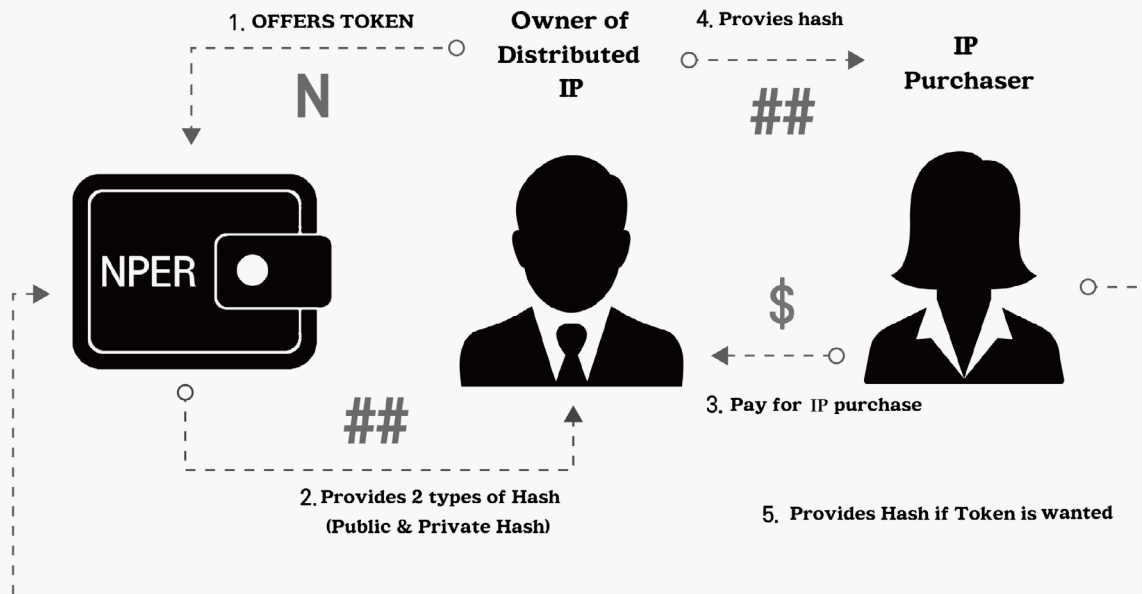 1. OFFERS TOKEN
N
Owner of
Distributed
IP
4. Provies hash
##
IP
Purchaser
NPER
$
3. Pay for IP purchase
##
2. Provides 2 types of Hash
(Public & Private Hash)
5. Provides Hash if Token is wanted